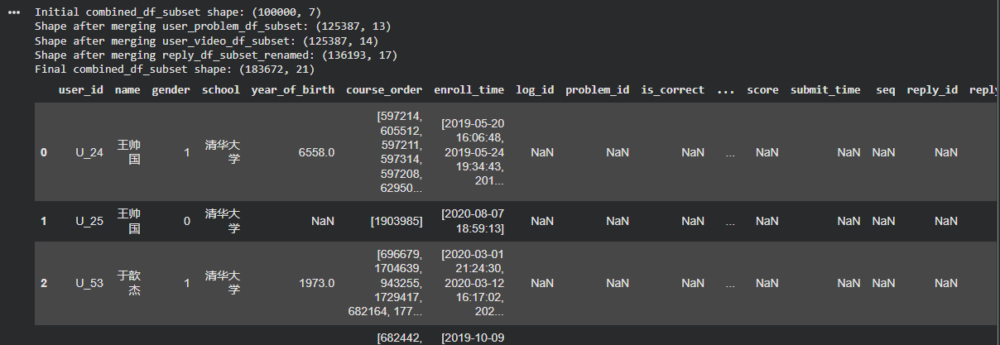 Initial combined_df_subset shape: (100000, 7)
Shape after merging user_problem_df_subset: (125387, 13)
Shape after merging user_video_df_subset: (125387, 14)
Shape after merging reply_df_subset_renamed: (136193, 17)
Final combined_df_subset shape: (183672, 21)
user_id name gender school year_of_birth course_order enroll_time log_id problem_id is_correct ... score submit_time seq reply_id reply
[597214, [2019-05-20
605512, 16:06:48,
王帅 清华大 597211, 2019-05-24
0 U_24 国 1 学 6558.0 597314, 19:34:43, NaN NaN NaN ... NaN NaN NaN NaN
597208, 201...
62950...
1 U_25 王帅 0 清华大 NaN [1903985] [2020-08-07 NaN NaN NaN ... NaN NaN NaN NaN
国 学 18:59:13]
[696679, [2020-03-01
1704639, 21:24:30,
2 U_53 于歆 1 清华大 1973.0 943255, 2020-03-12 NaN NaN NaN ... NaN NaN NaN NaN
杰 学 1729417, 16:17:02,
682164, 177... 202...
[682442, [2019-10-09